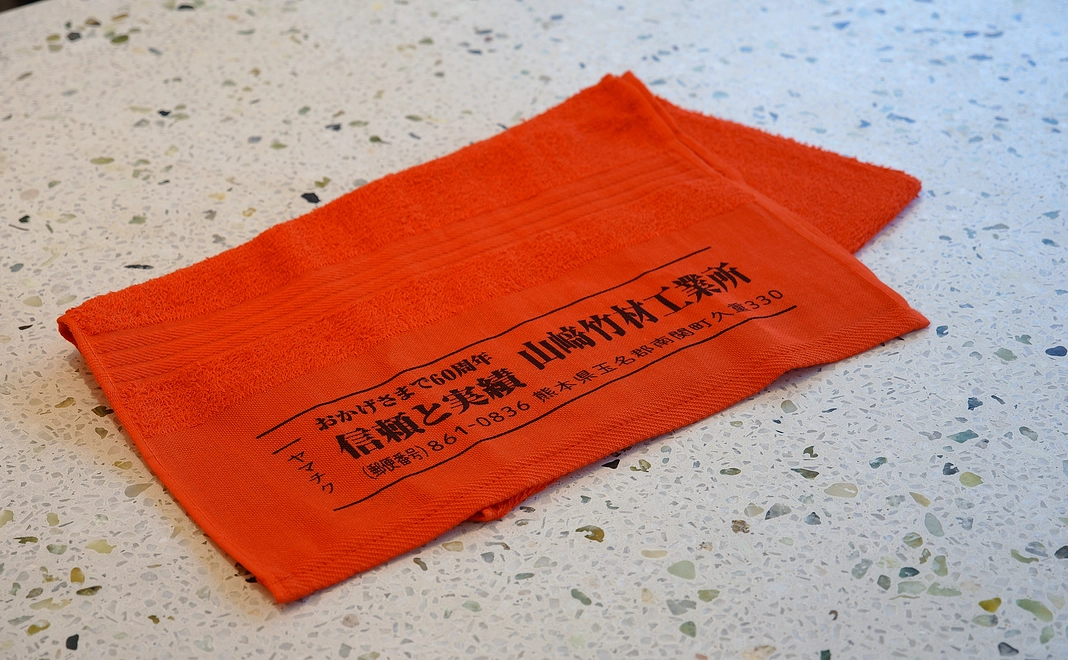 おかげさまで60周年
信頼と実績 山﨑竹材工業所
(郵便番号)861-0836 熊本県玉名郡南関町久重330
ヤマチク